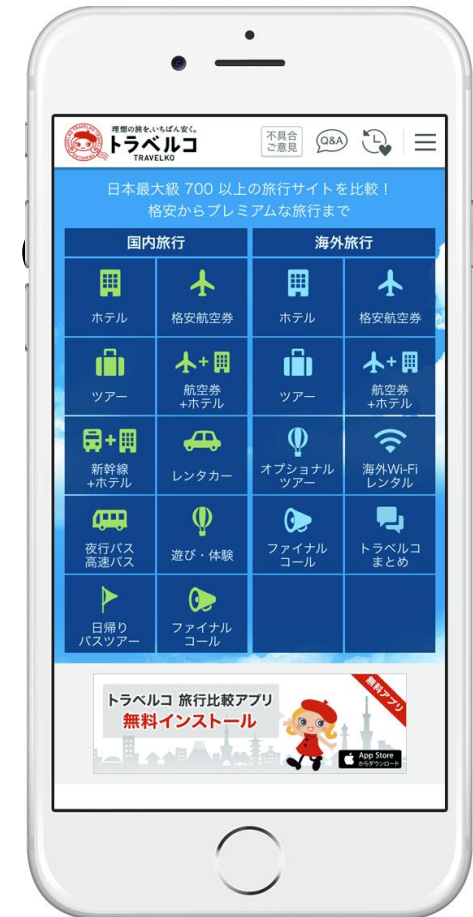 理想の旅を、いちばん安く。
トラベルコ
TRAVELKO
不具合
ご意見
Q&A
日本最大級 700 以上の旅行サイトを比較！
格安からプレミアムな旅行まで
国内旅行
海外旅行
ホテル
格安航空券
ホテル
格安航空券
ツアー
航空券
+ホテル
ツアー
航空券
+ホテル
新幹線
+ホテル
レンタカー
オプショナル
ツアー
海外Wi-Fi
レンタル
夜行バス
高速バス
遊び・体験
ファイナル
コール
トラベルコ
まとめ
日帰り
バスツアー
ファイナル
コール
トラベルコ 旅行比較アプリ
無料インストール
無料アプリ
App Store
からダウンロード